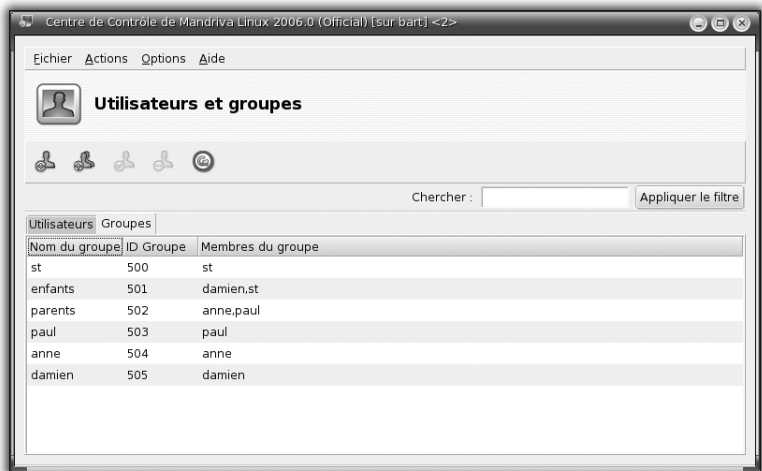 Centre de Contrôle de Mandriva Linux 2006.0 (Official) [sur bart] <2>
Fichier Actions Options Aide
Utilisateurs et groupes
Chercher : Appliquer le filtre
Utilisateurs Groupes
Nom du groupe ID Groupe Membres du groupe
st 500 st
enfants 501 damien,st
parents 502 anne,paul
paul 503 paul
anne 504 anne
damien 505 damien